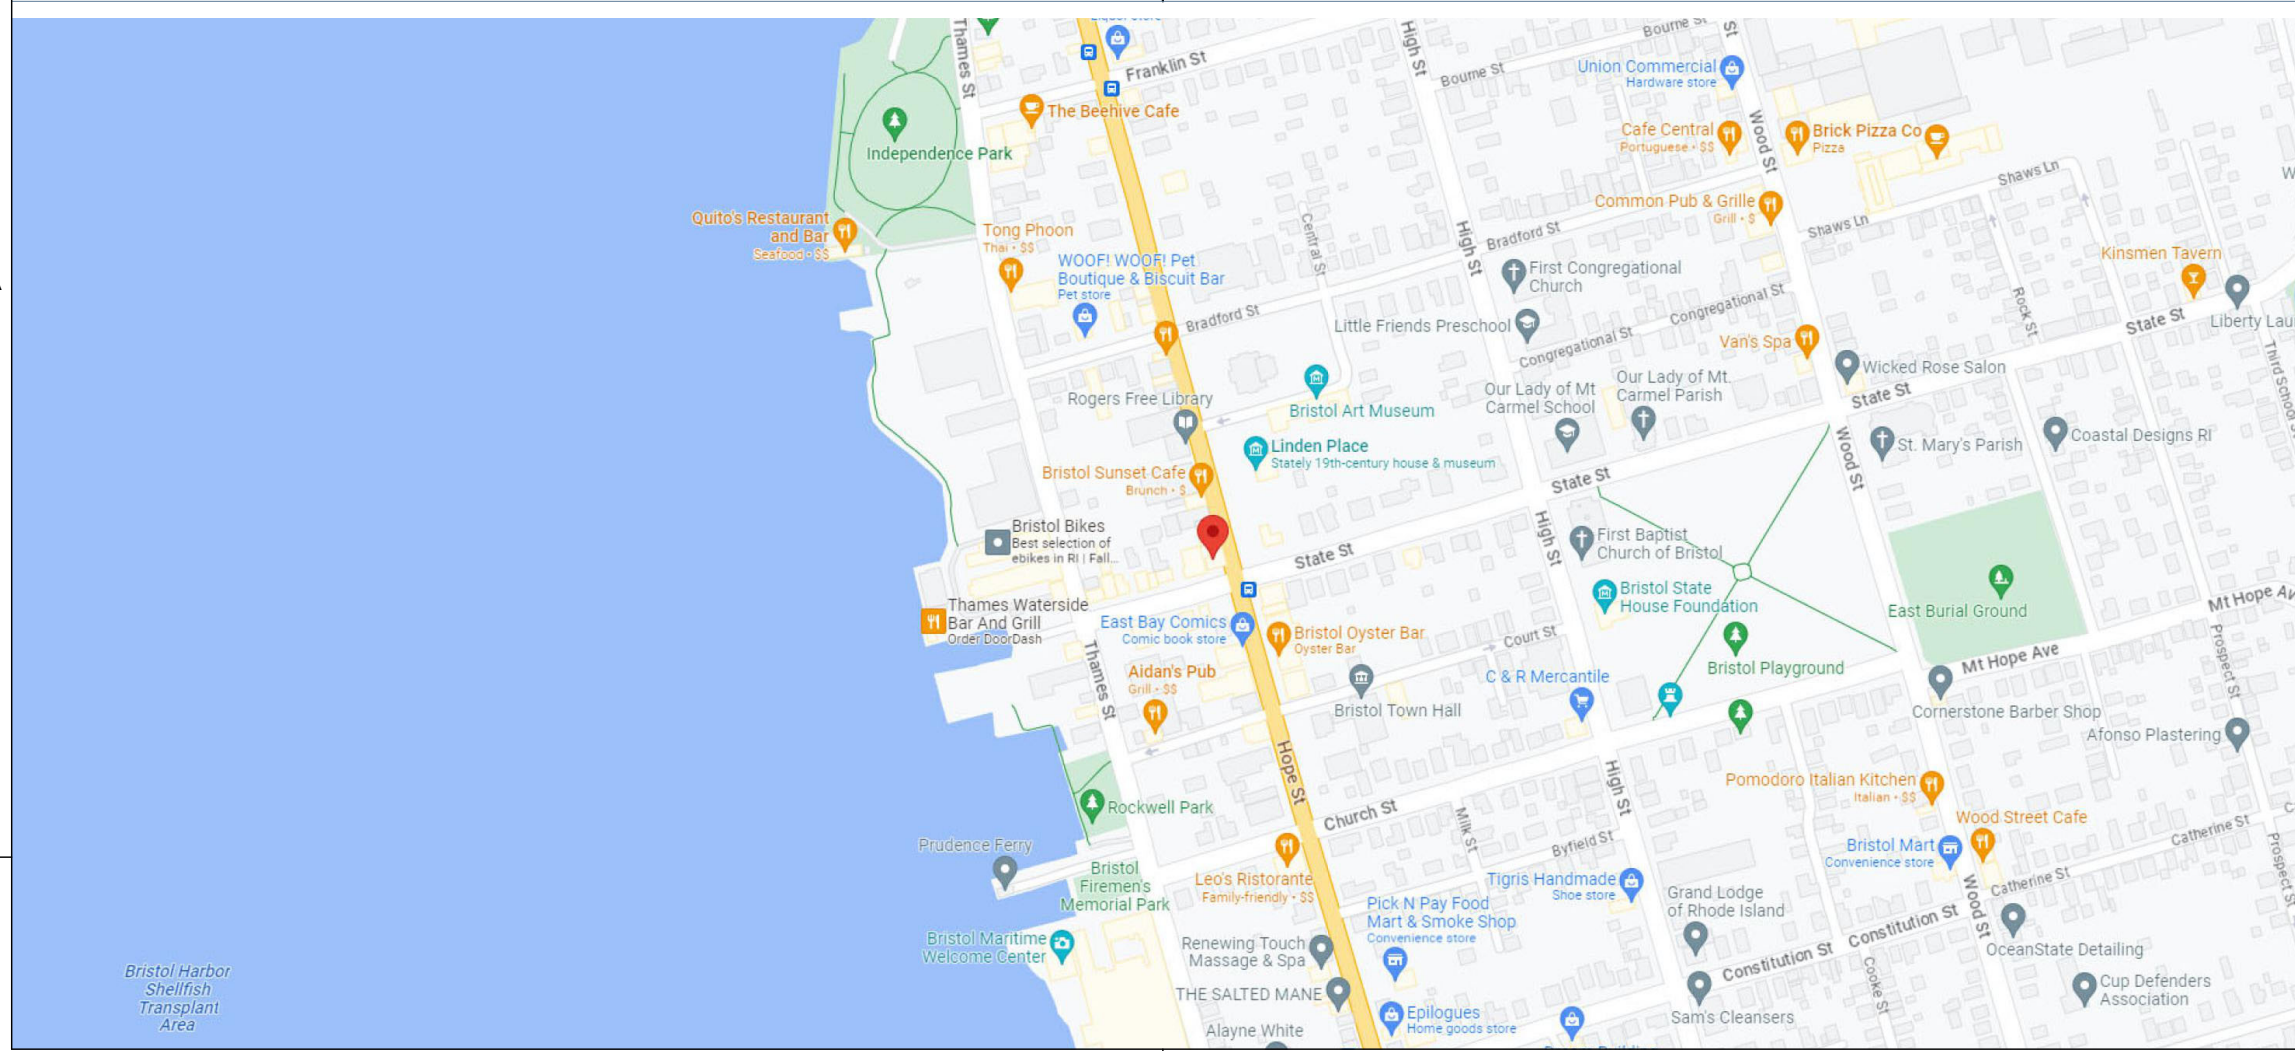 Thames St
Franklin St
High St
Bourne St
Bourne St
St
Union Commercial
Hardware store
The Beehive Cafe
Independence Park
Wood St
Cafe Central
Portuguese • $$
Brick Pizza Co
Pizza
Shaws Ln
Common Pub & Grille
Grill • $
Shaws Ln
Quito's Restaurant
and Bar
Seafood • $$
Tong Phoon
Thai • $$
WOOF! WOOF! Pet
Boutique & Biscuit Bar
Pet store
Central St
High St
Bradford St
Bradford St
First Congregational
Church
Kinsmen Tavern
Congregational St
Congregational St
Little Friends Preschool
Rock St
State St
Liberty Lau
Van's Spa
Wicked Rose Salon
Our Lady of Mt
Carmel School
Our Lady of Mt.
Carmel Parish
State St
Rogers Free Library
Bristol Art Museum
Linden Place
Stately 19th-century house & museum
St. Mary's Parish
Coastal Designs RI
Wood St
Bristol Sunset Cafe
Brunch • $
State St
Bristol Bikes
Best selection of
ebikes in RI | Fall...
State St
High St
First Baptist
Church of Bristol
Bristol State
House Foundation
East Burial Ground
Mt Hope Av
Thames Waterside
Bar And Grill
Order DoorDash
East Bay Comics
Comic book store
Bristol Oyster Bar
Oyster Bar
Court St
Thames St
Aidan's Pub
Grill • $$
Bristol Playground
Mt Hope Ave
Prospect St
C & R Mercantile
Bristol Town Hall
Cornerstone Barber Shop
Afonso Plastering
Hope St
High St
Pomodoro Italian Kitchen
Italian • $$
Rockwell Park
Church St
Milk St
Byfield St
Wood Street Cafe
Catherine St
Bristol Mart
Convenience store
Prospect St
Prudence Ferry
Bristol
Firemen's
Memorial Park
Leo's Ristorante
Family-friendly • $$
Tigris Handmade
Shoe store
Catherine St
Wood St
Grand Lodge
of Rhode Island
Pick N Pay Food
Mart & Smoke Shop
Convenience store
Constitution St
Constitution St
Bristol Maritime
Welcome Center
Renewing Touch
Massage & Spa
OceanState Detailing
Cooke St
Bristol Harbor
Shellfish
Transplant
Area
THE SALTED MANE
Cup Defenders
Association
Epilogues
Home goods store
Sam's Cleansers
Alayne White